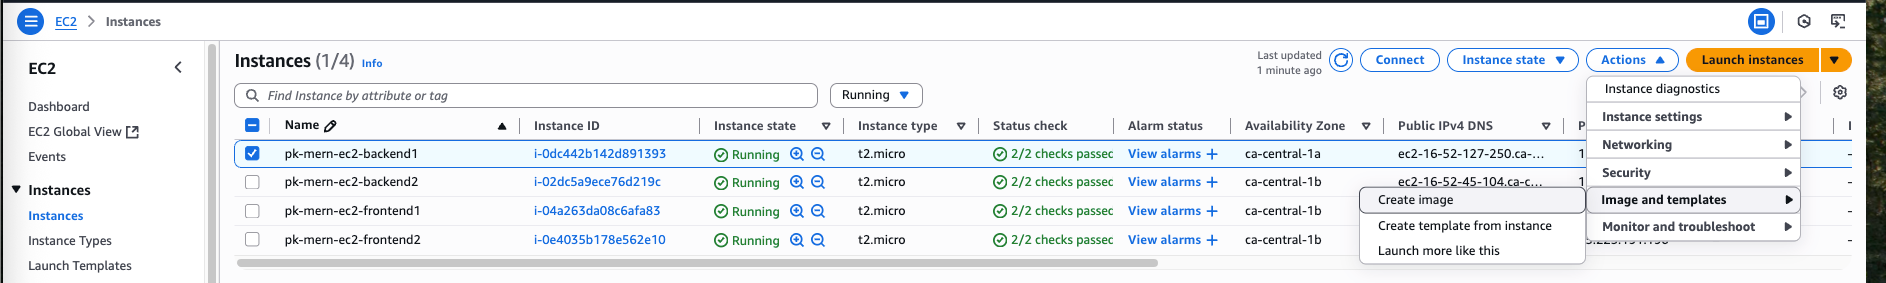 EC2 > Instances
EC2
Dashboard
EC2 Global View
Events
Instances
Instances
Instance Types
Launch Templates
Instances (1/4) Info
Last updated
1 minute ago
Connect
Instance state
Actions
Launch instances
Find Instance by attribute or tag
Running
Name Instance ID Instance state Instance type Status check Alarm status Availability Zone Public IPv4 DNS
pk-mern-ec2-backend1 i-0dc442b142d891393 Running t2.micro 2/2 checks passed View alarms + ca-central-1a ec2-16-52-127-250.ca-...
pk-mern-ec2-backend2 i-02dc5a9ece76d219c Running t2.micro 2/2 checks passed View alarms + ca-central-1b ec2-16-52-45-104.ca-c...
pk-mern-ec2-frontend1 i-04a263da08c6afa83 Running t2.micro 2/2 checks passed View alarms + ca-central-1b
pk-mern-ec2-frontend2 i-0e4035b178e562e10 Running t2.micro 2/2 checks passed View alarms + ca-central-1b
Instance diagnostics
Instance settings
Networking
Security
Image and templates
Monitor and troubleshoot
Create image
Create template from instance
Launch more like this